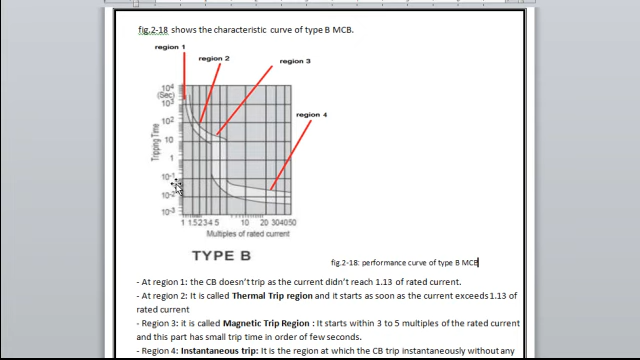 fig.2-18 shows the characteristic curve of type B MCB.
region 1
region 2
region 3
region 4
10⁴
(Sec)
10³
10²
10
1
10⁻¹
10⁻²
10⁻³
Tripping Time
1 1.5 2 3 4 5 10 20 30 40 50
Multiples of rated current
TYPE B
fig.2-18: performance curve of type B MCB
- At region 1: the CB doesn't trip as the current didn't reach 1.13 of rated current.
- At region 2: It is called Thermal Trip region and it starts as soon as the current exceeds 1.13 of
rated current
- Region 3: it is called Magnetic Trip Region : It starts within 3 to 5 multiples of the rated current
and this part has small trip time in order of few seconds.
- Region 4: Instantaneous trip: It is the region at which the CB trip instantaneously without any